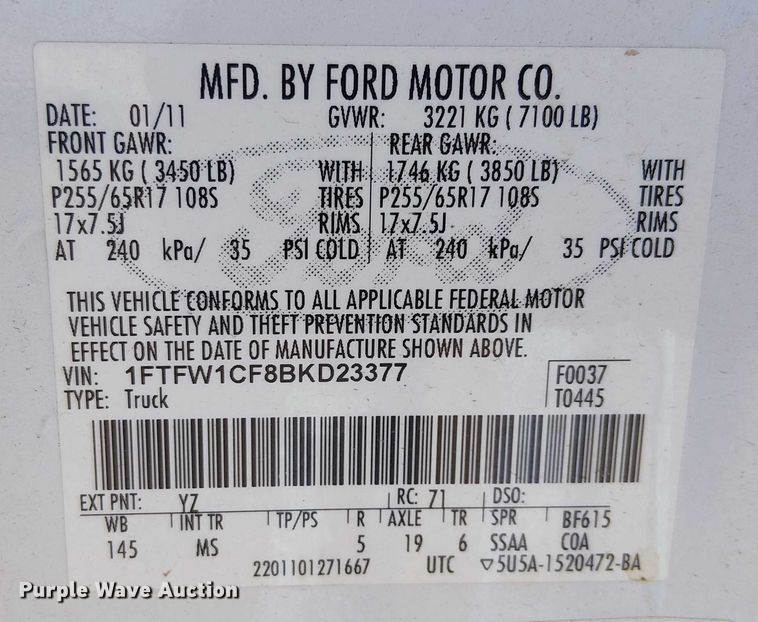 MFD. BY FORD MOTOR CO.
DATE: 01/11 GVWR: 3221 KG ( 7100 LB)
FRONT GAWR: REAR GAWR:
1565 KG ( 3450 LB) WITH 1746 KG ( 3850 LB) WITH
P255/65R17 108S TIRES P255/65R17 108S TIRES
17x7.5J RIMS 17x7.5J RIMS
AT 240 kPa/ 35 PSI COLD AT 240 kPa/ 35 PSI COLD
Ford
THIS VEHICLE CONFORMS TO ALL APPLICABLE FEDERAL MOTOR
VEHICLE SAFETY AND THEFT PREVENTION STANDARDS IN
EFFECT ON THE DATE OF MANUFACTURE SHOWN ABOVE.
VIN: 1FTFW1CF8BKD23377 F0037
TYPE: Truck T0445
EXT PNT: YZ RC: 71 DSO:
WB INT TR TP/PS R AXLE TR SPR BF615
145 MS 5 19 6 SSAA COA
2201101271667 UTC ▽5U5A-1520472-BA
Purple Wave Auction